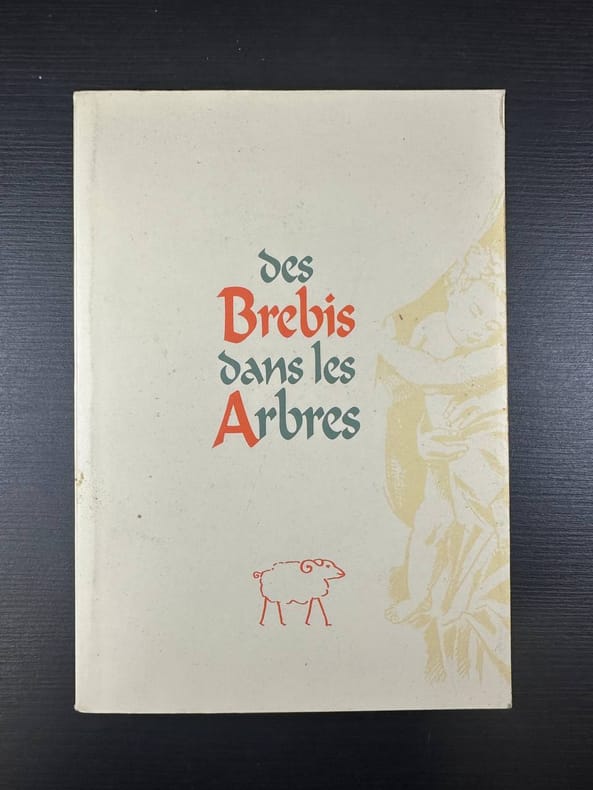 des
Brebis
dans les
Arbres